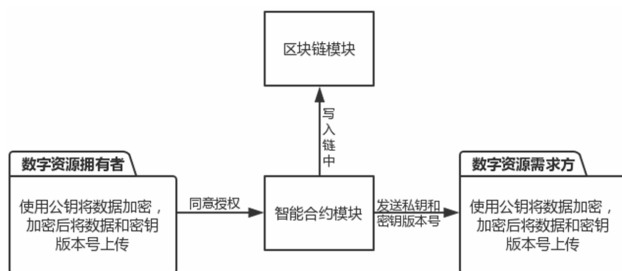 区块链模块
写
入
链
中
数字资源拥有者
使用公钥将数据加密，
加密后将数据和密钥
版本号上传
同意授权
智能合约模块
发送私钥和
密钥版本号
数字资源需求方
使用公钥将数据加密，
加密后将数据和密钥
版本号上传